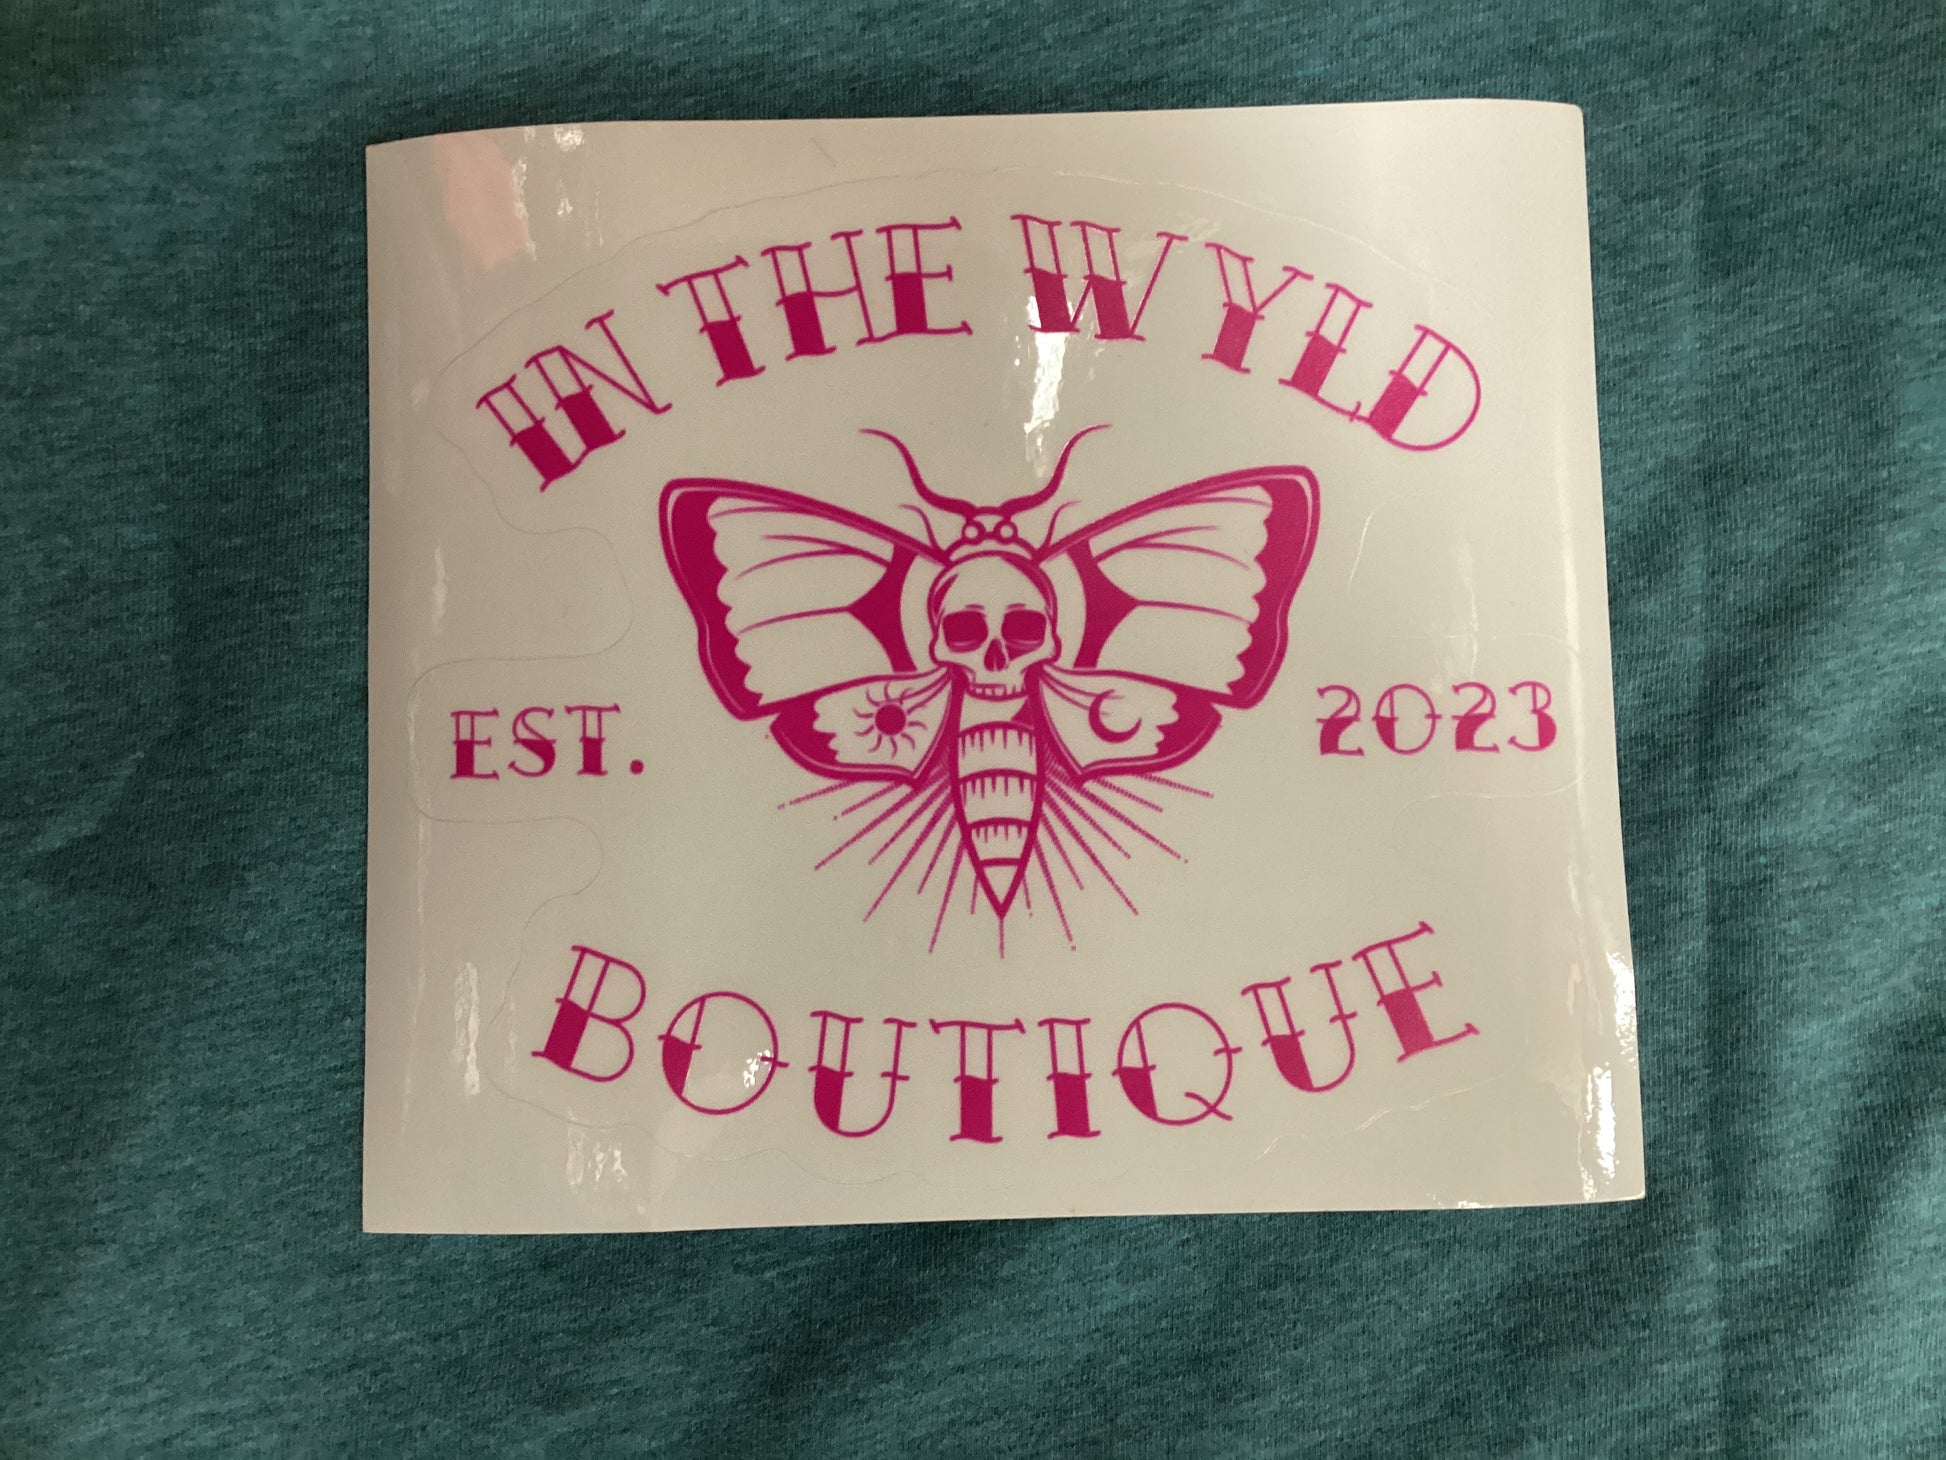 IN THE WYLD
EST. 2023
BOUTIQUE